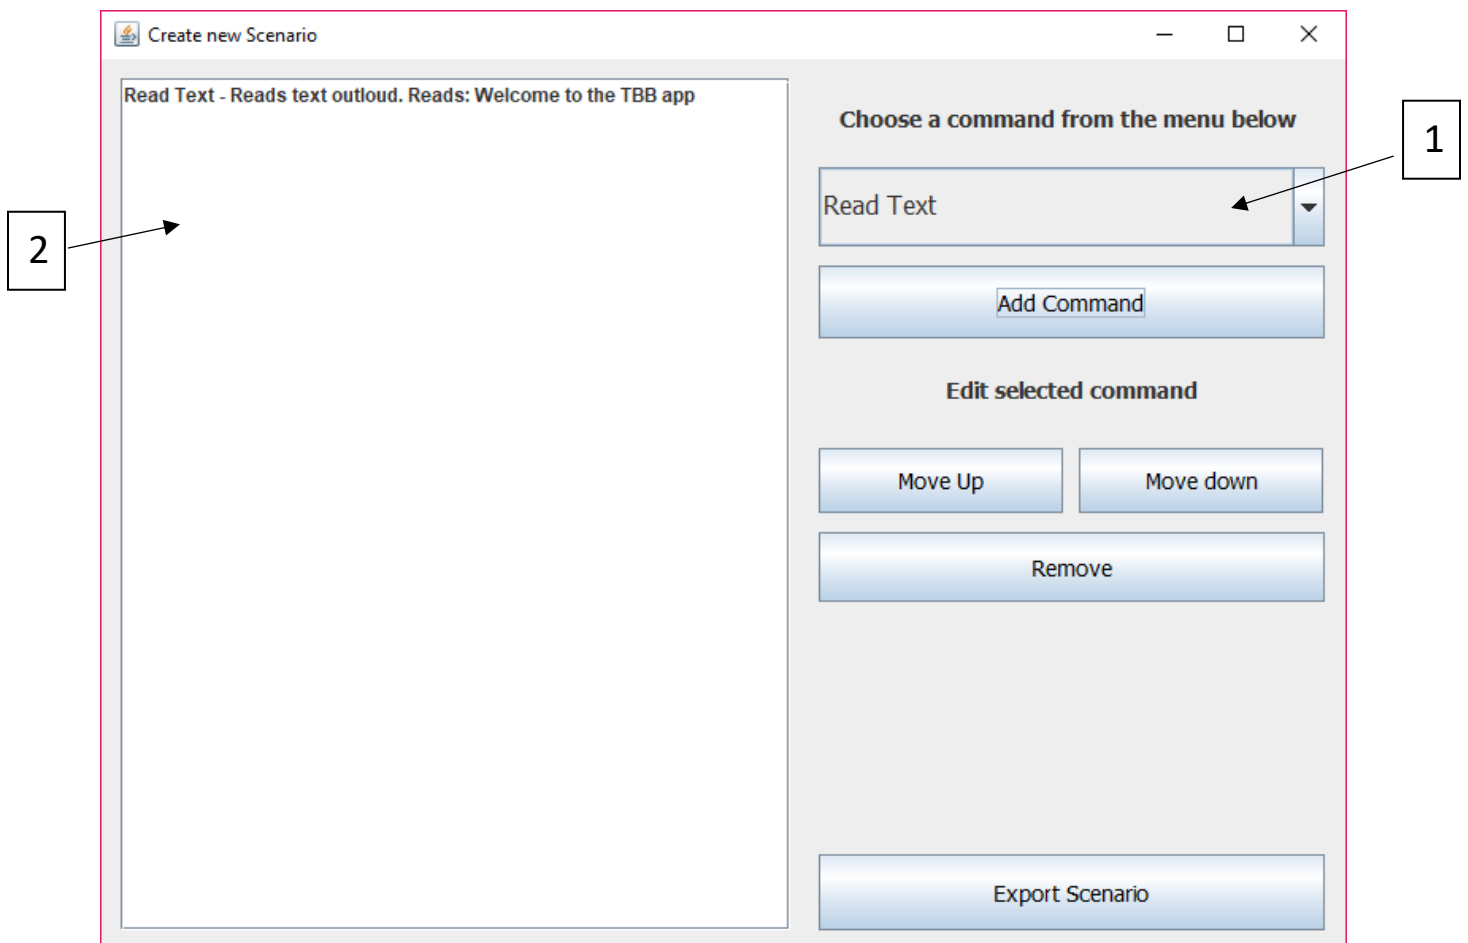 Create new Scenario
Read Text - Reads text outloud. Reads: Welcome to the TBB app
Choose a command from the menu below
1
Read Text
2
Add Command
Edit selected command
Move Up
Move down
Remove
Export Scenario